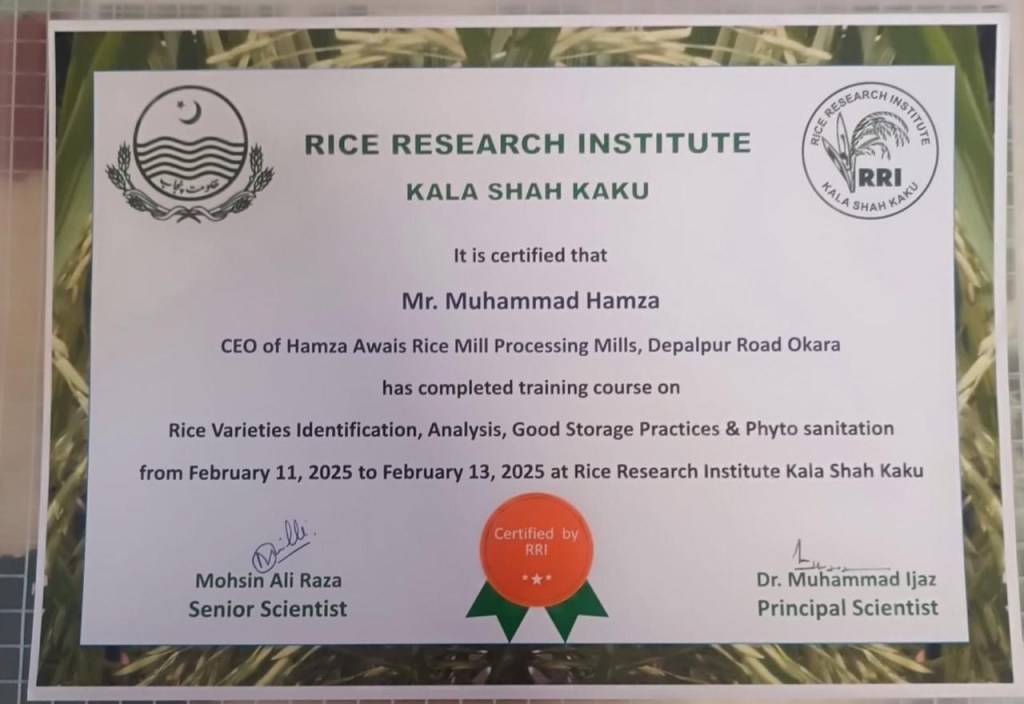 RICE RESEARCH INSTITUTE
KALA SHAH KAKU
حکومت پنجاب
RICE RESEARCH INSTITUTE
RRI
KALA SHAH KAKU
It is certified that
Mr. Muhammad Hamza
CEO of Hamza Awais Rice Mill Processing Mills, Depalpur Road Okara
has completed training course on
Rice Varieties Identification, Analysis, Good Storage Practices & Phyto sanitation
from February 11, 2025 to February 13, 2025 at Rice Research Institute Kala Shah Kaku
Certified by
RRI
Mohsin Ali Raza
Senior Scientist
Dr. Muhammad Ijaz
Principal Scientist